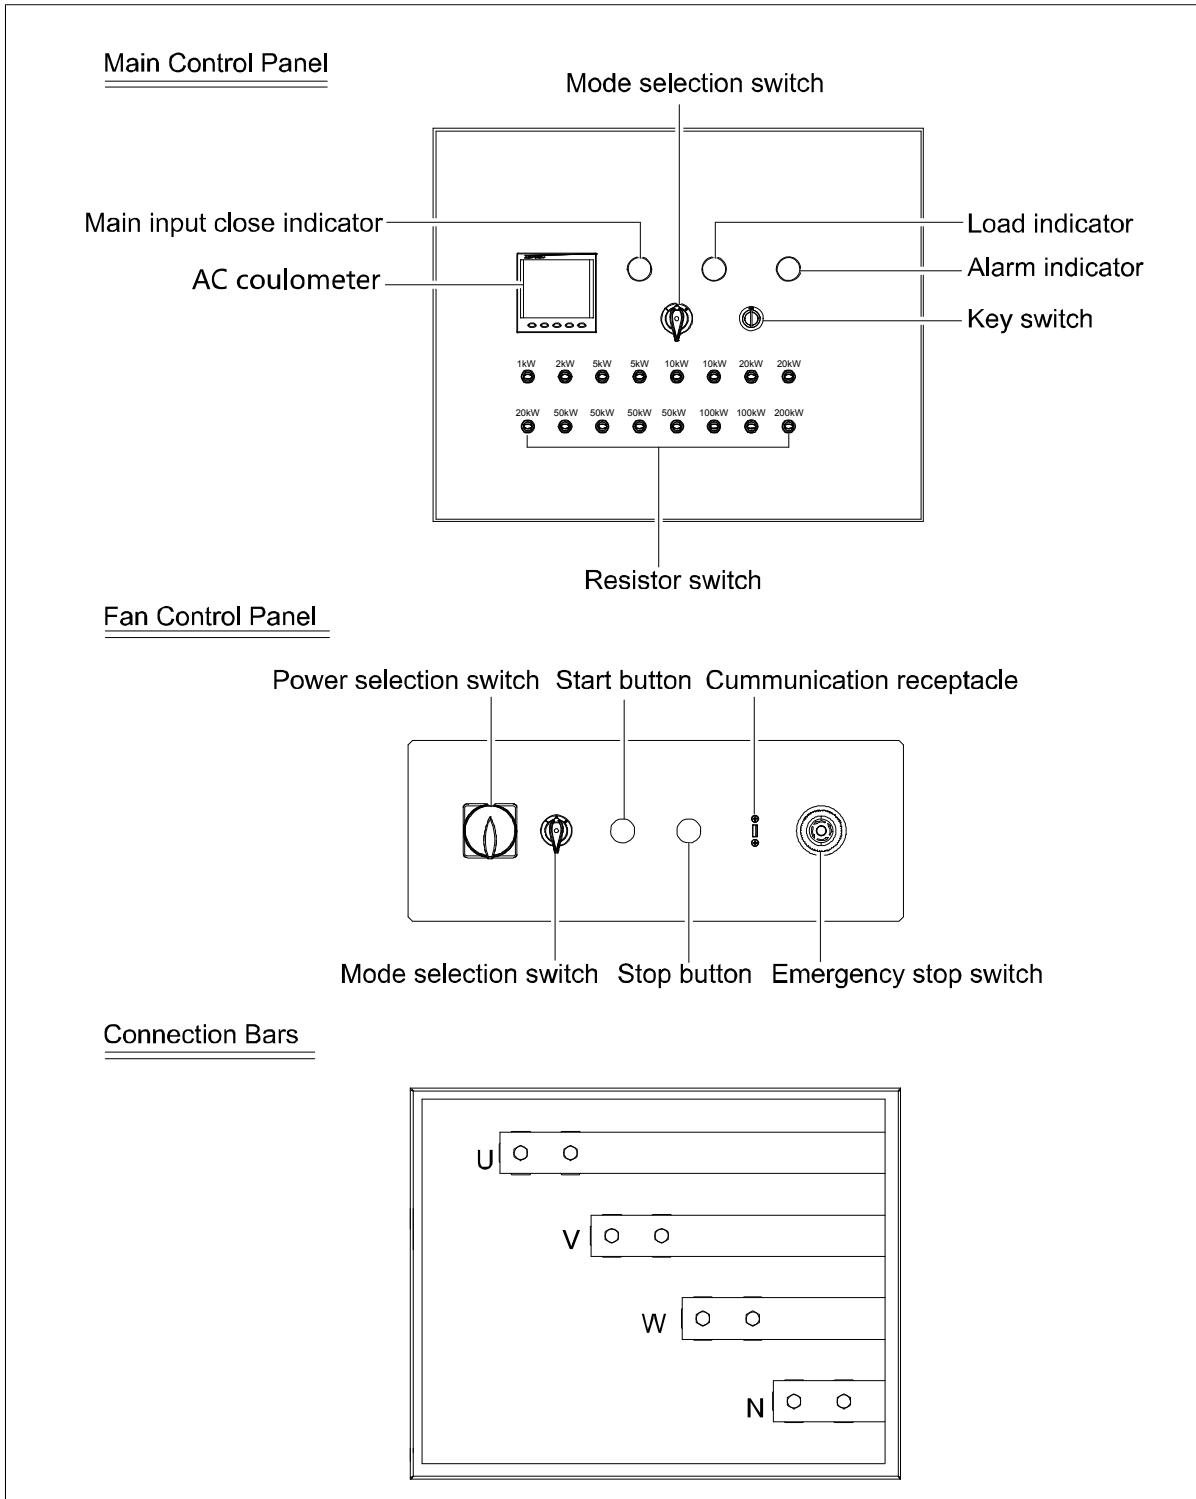 Main Control Panel
Mode selection switch
Main input close indicator
Load indicator
AC coulometer
Alarm indicator
Key switch
1kW 2kW 5kW 5kW 10kW 10kW 20kW 20kW
20kW 50kW 50kW 50kW 50kW 100kW 100kW 200kW
Resistor switch
Fan Control Panel
Power selection switch Start button Cummunication receptacle
Mode selection switch Stop button Emergency stop switch
Connection Bars
U
V
W
N